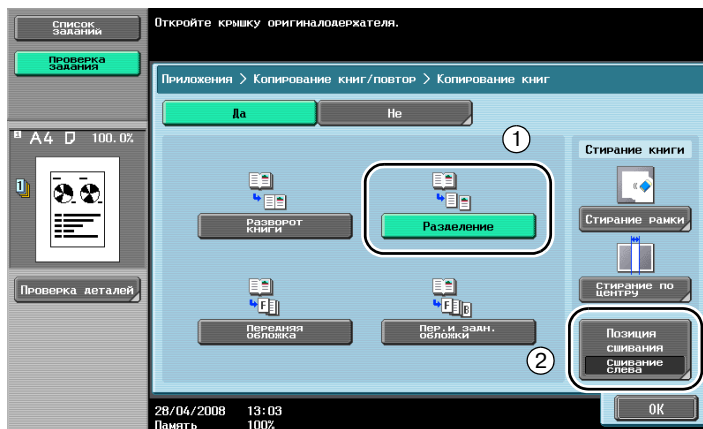 Список
заданий
Откройте крышку оригиналодержателя.
Проверка
задания
Приложения > Копирование книг/повтор > Копирование книг
Да
Не
A4 100.0%
1
1
Стирание книги
Разворот
книги
Разделение
Стирание рамки
Проверка деталей
Стирание по
центру
F
F B
Передняя
обложка
Пер.и задн.
обложки
2
Позиция
сшивания
Сшивание
слева
28/04/2008 13:03
Память 100%
OK